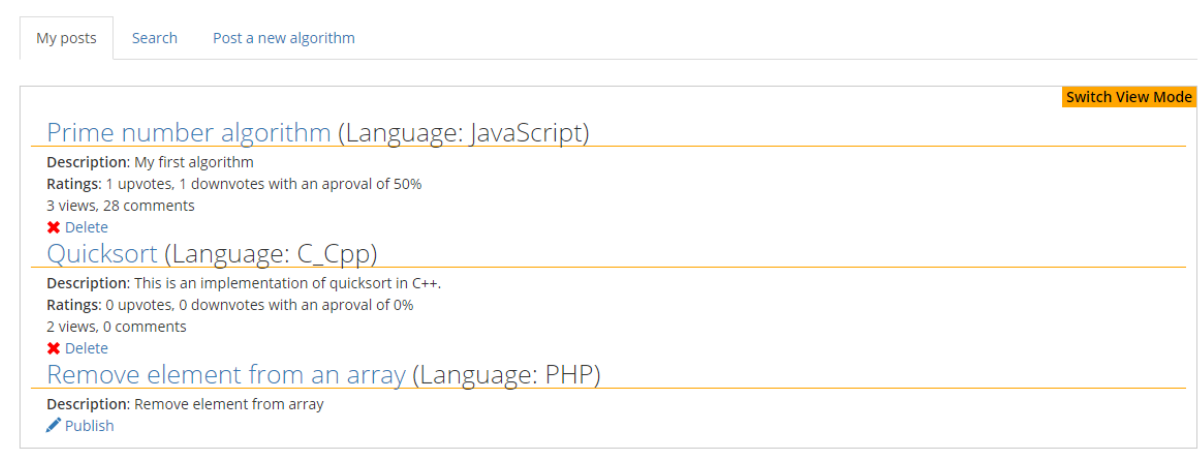 My posts Search Post a new algorithm
Switch View Mode
Prime number algorithm (Language: JavaScript)
Description: My first algorithm
Ratings: 1 upvotes, 1 downvotes with an aproval of 50%
3 views, 28 comments
Delete
Quicksort (Language: C_Cpp)
Description: This is an implementation of quicksort in C++.
Ratings: 0 upvotes, 0 downvotes with an aproval of 0%
2 views, 0 comments
Delete
Remove element from an array (Language: PHP)
Description: Remove element from array
Publish